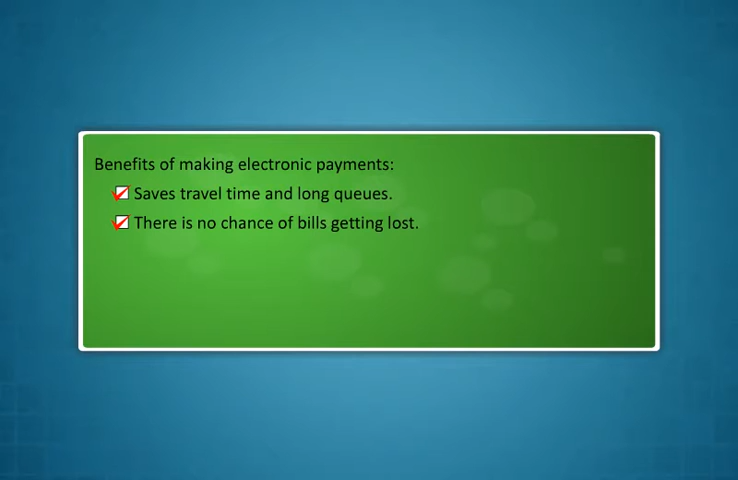 Benefits of making electronic payments:
Saves travel time and long queues.
There is no chance of bills getting lost.